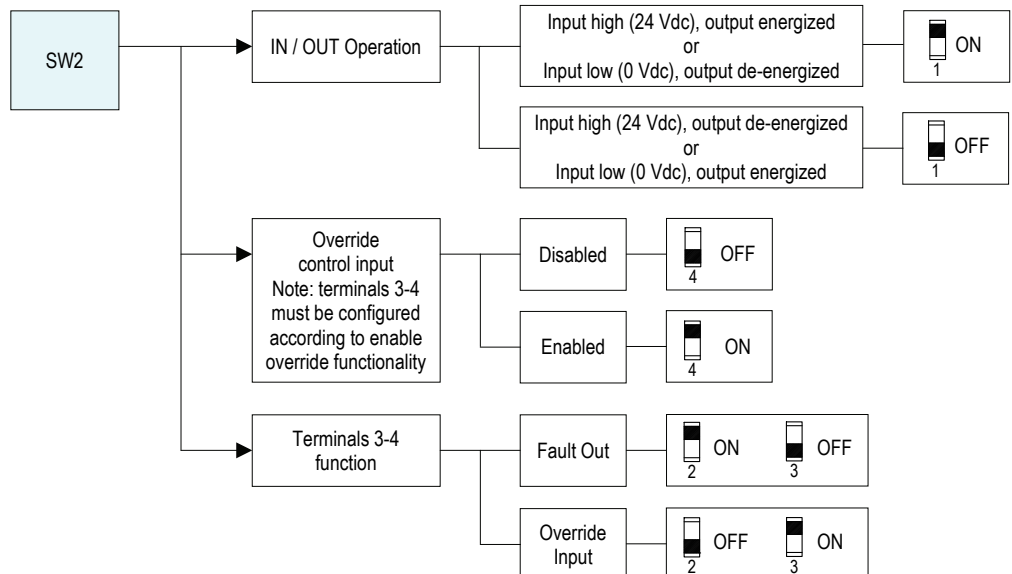 SW2
IN / OUT Operation
Input high (24 Vdc), output energized
or
Input low (0 Vdc), output de-energized
ON
1
Input high (24 Vdc), output de-energized
or
Input low (0 Vdc), output energized
OFF
1
Override
control input
Note: terminals 3-4
must be configured
according to enable
override functionality
Disabled
OFF
4
Enabled
ON
4
Terminals 3-4
function
Fault Out
ON
2
OFF
3
Override
Input
OFF
2
ON
3